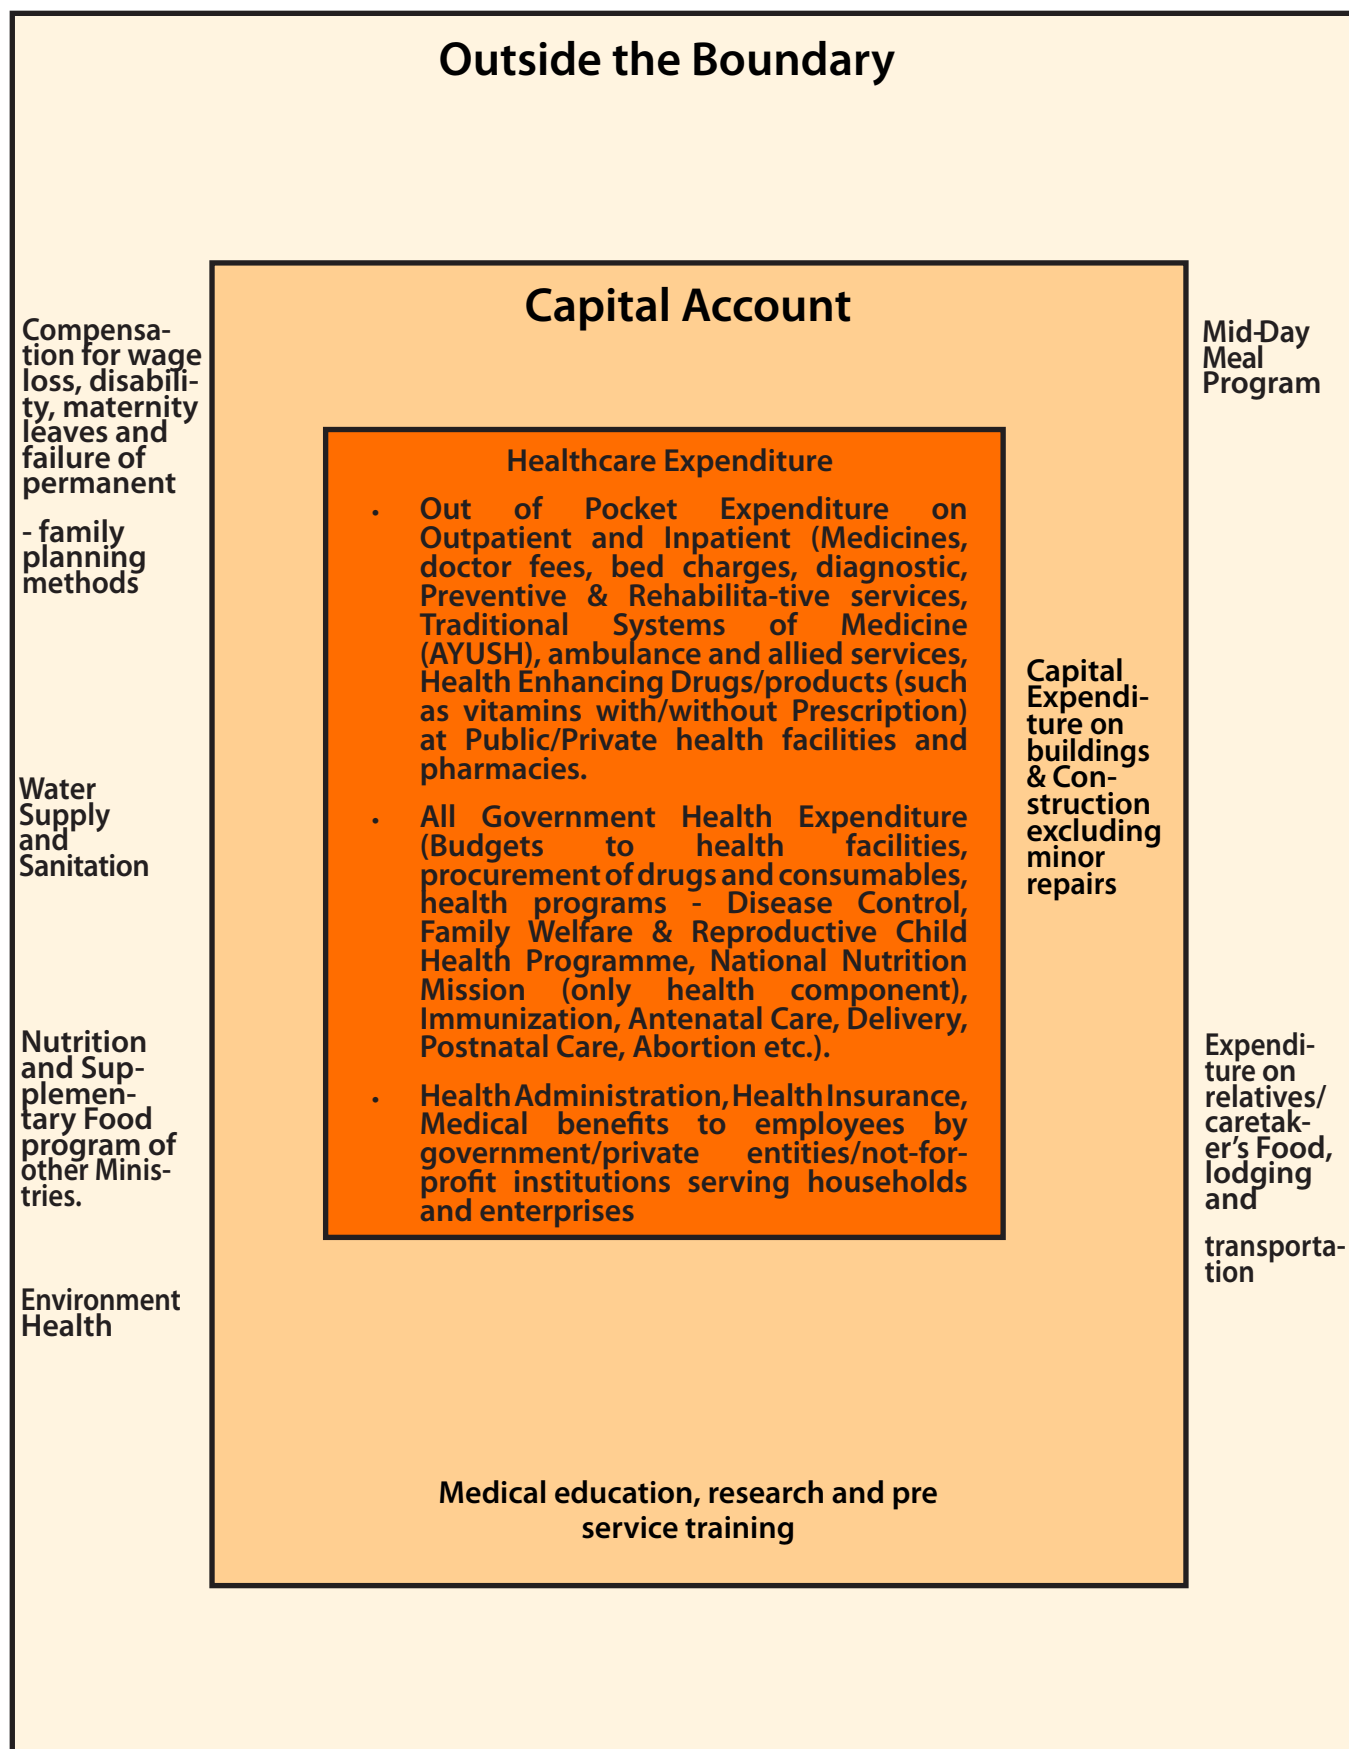 Outside the Boundary
Capital Account
Compensa-
tion for wage
loss, disabili-
ty, maternity
leaves and
failure of
permanent
- family
planning
methods
Water
Supply
and
Sanitation
Nutrition
and Sup-
plemen-
tary Food
program of
other Minis-
tries.
Environment
Health
Healthcare Expenditure
• Out of Pocket Expenditure on
Outpatient and Inpatient (Medicines,
doctor fees, bed charges, diagnostic,
Preventive & Rehabilita-tive services,
Traditional Systems of Medicine
(AYUSH), ambulance and allied services,
Health Enhancing Drugs/products (such
as vitamins with/without Prescription)
at Public/Private health facilities and
pharmacies.
• All Government Health Expenditure
(Budgets to health facilities,
procurement of drugs and consumables,
health programs - Disease Control,
Family Welfare & Reproductive Child
Health Programme, National Nutrition
Mission (only health component),
Immunization, Antenatal Care, Delivery,
Postnatal Care, Abortion etc.).
• Health Administration, Health Insurance,
Medical benefits to employees by
government/private entities/not-for-
profit institutions serving households
and enterprises
Capital
Expendi-
ture on
buildings
& Con-
struction
excluding
minor
repairs
Medical education, research and pre
service training
Mid-Day
Meal
Program
Expendi-
ture on
relatives/
caretak-
er's Food,
lodging
and
transporta-
tion